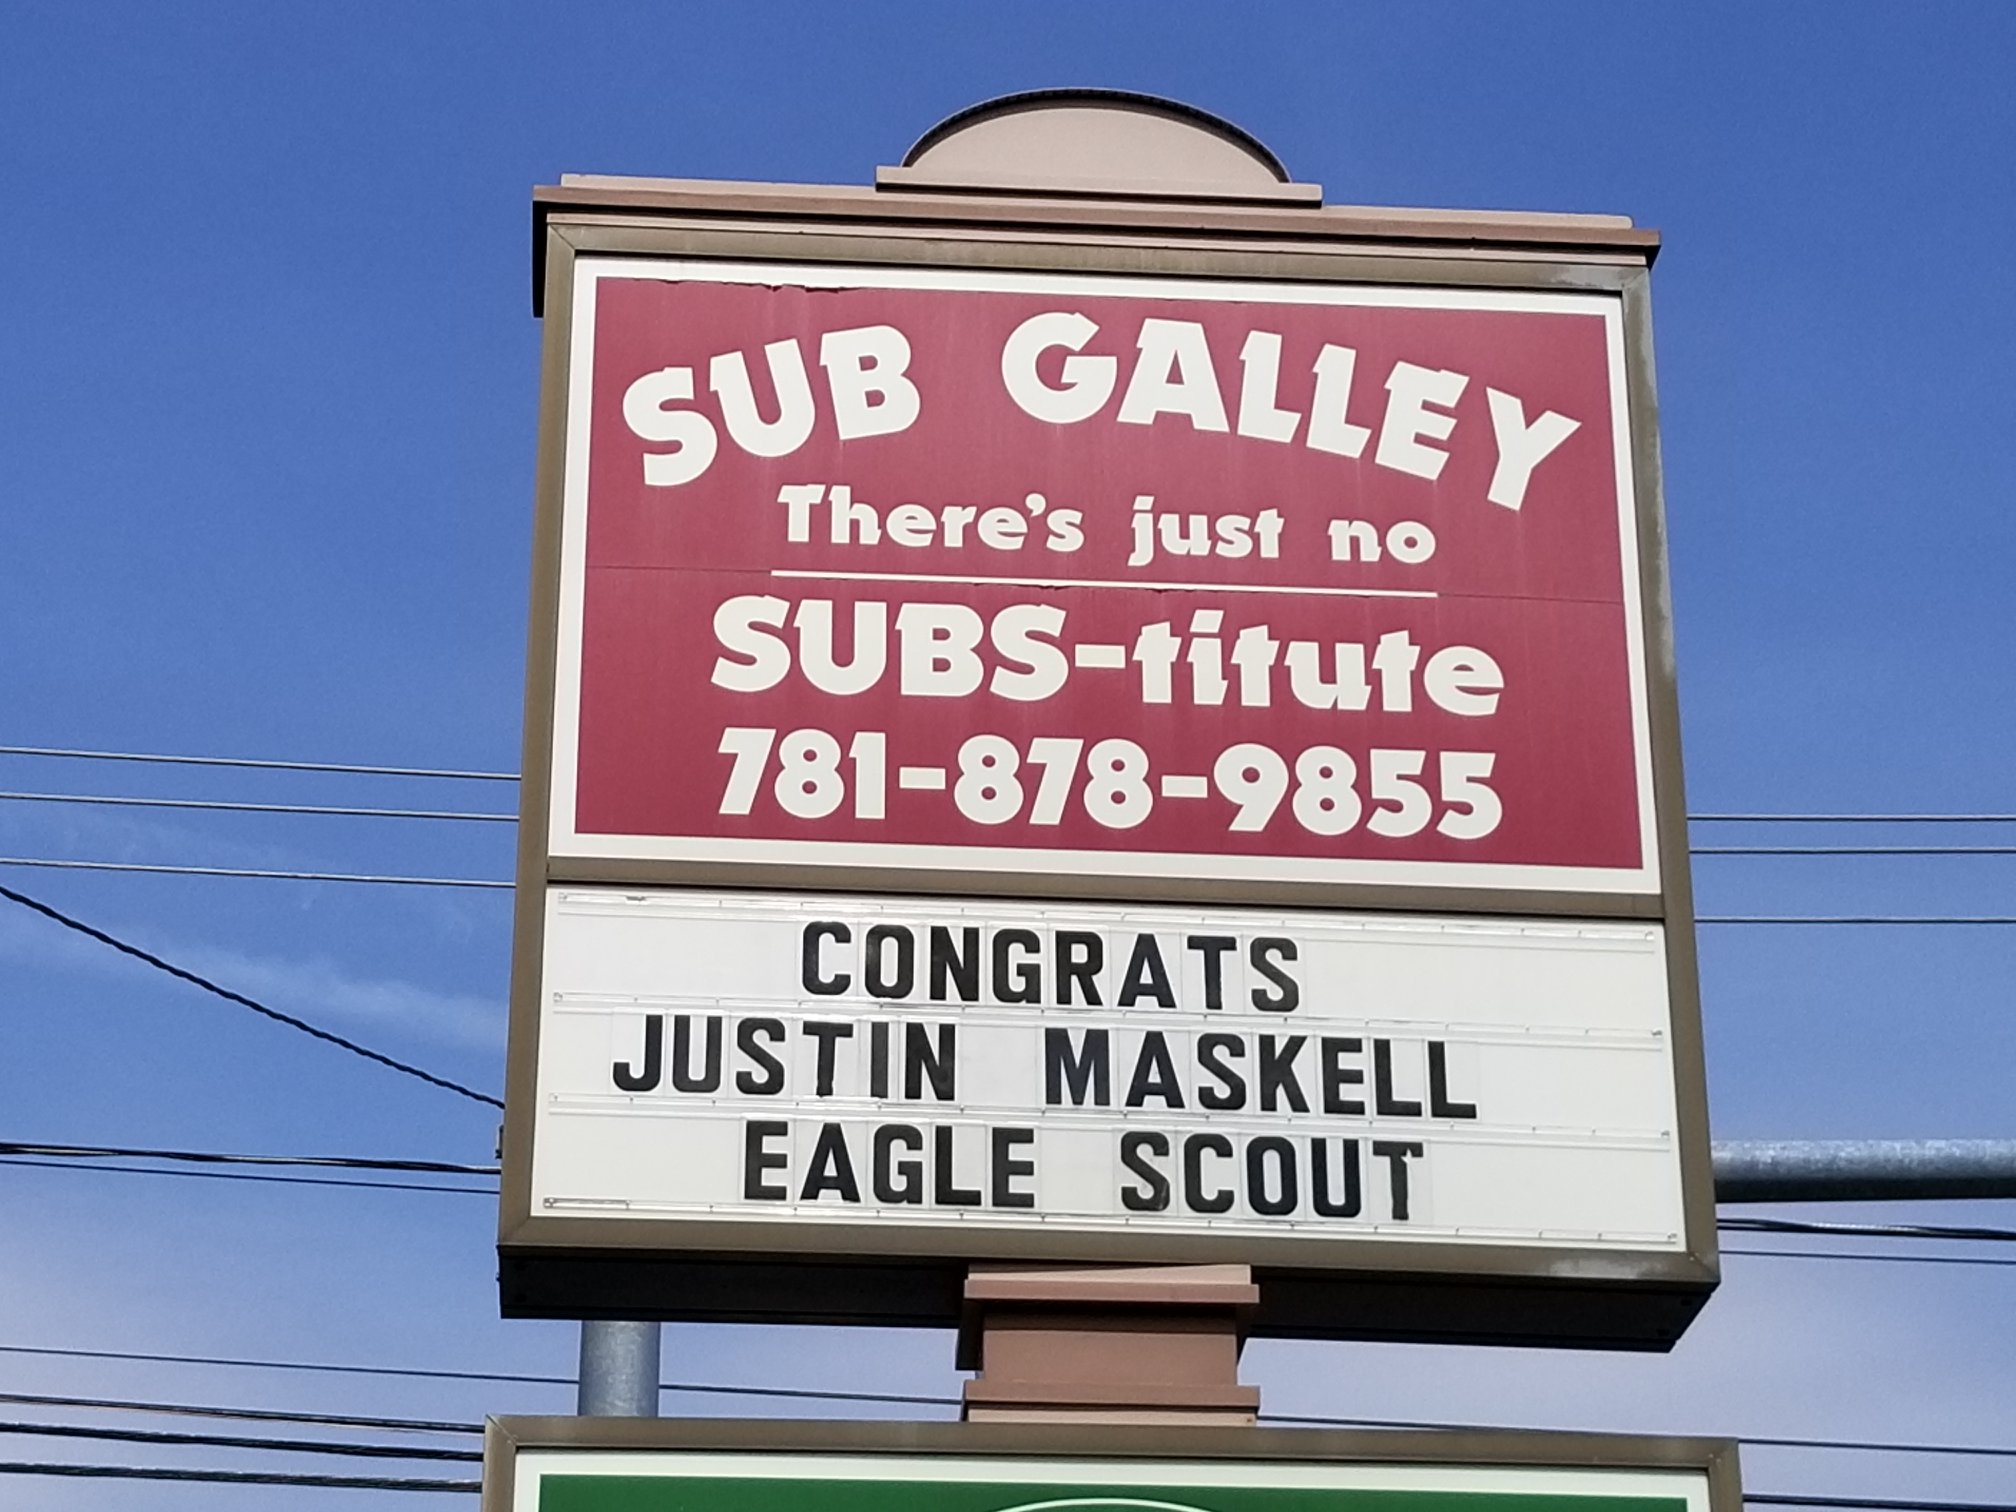 SUB GALLEY
There's just no
SUBS-titute
781-878-9855
CONGRATS
JUSTIN MASKELL
EAGLE SCOUT